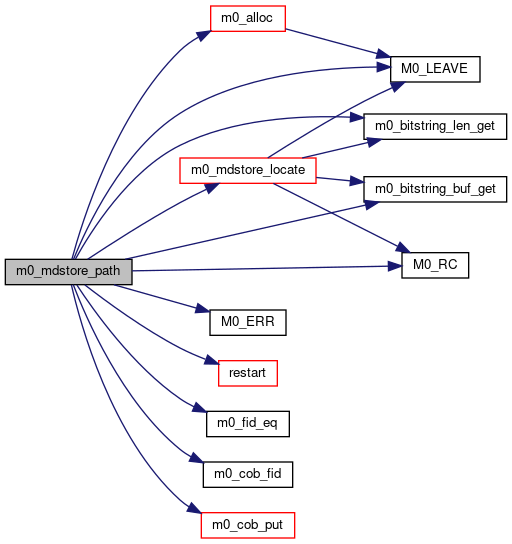 m0_alloc
M0_LEAVE
m0_bitstring_len_get
m0_mdstore_locate
m0_bitstring_buf_get
m0_mdstore_path
M0_RC
M0_ERR
restart
m0_fid_eq
m0_cob_fid
m0_cob_put